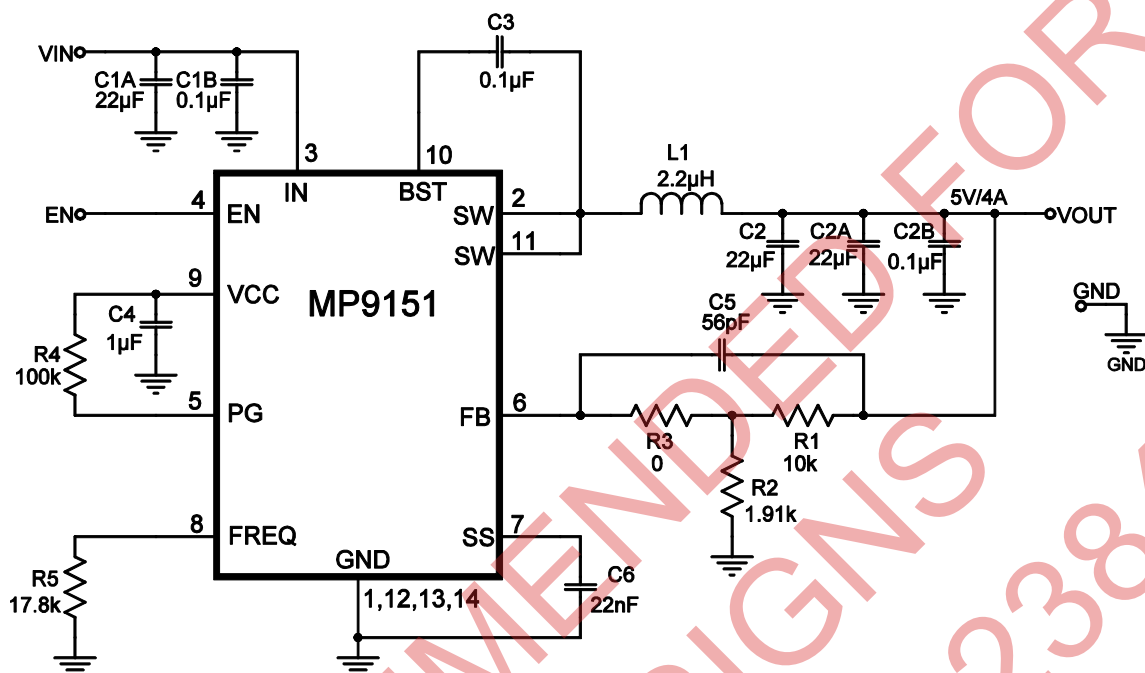 C3
0.1µF
VIN
C1A
22µF
C1B
0.1µF
3
10
IN
BST
L1
2.2µH
5V/4A
VOUT
EN
4
EN
SW
2
SW
11
C2
22µF
C2A
22µF
C2B
0.1µF
9
VCC
MP9151
C4
1µF
R4
100k
GND
GND
C5
56pF
5
PG
FB
6
R3
0
R1
10k
R2
1.91k
8
FREQ
SS
7
GND
R5
17.8k
1,12,13,14
C6
22nF
MENDED FOR
SIGNS